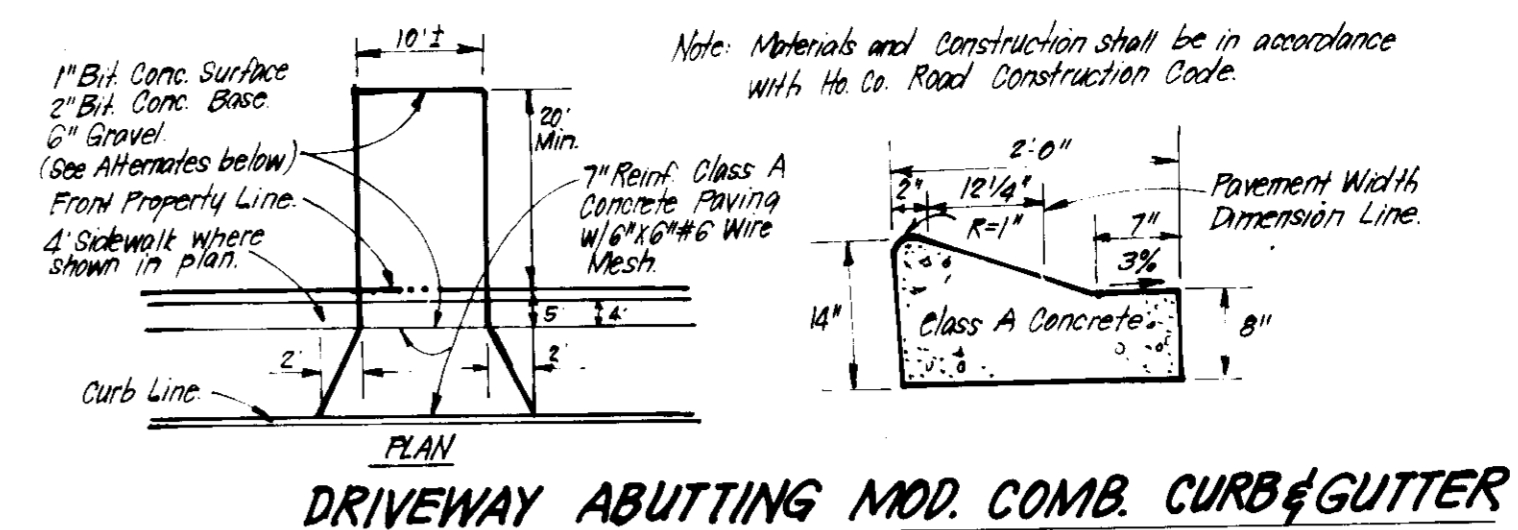 10'±
1" Bit. Conc. Surface
2" Bit. Conc. Base.
6" Gravel.
(See Alternates below)
Front Property Line.
4' Sidewalk where
shown in plan.
20'
Min.
7" Reinf. Class A
Concrete Paving
W/6"X6"#6 Wire
Mesh.
5'
4'
2'
2'
Curb Line.
PLAN
Note: Materials and Construction shall be in accordance
with Ho. Co. Road Construction Code.
2'-0"
2"
12 1/4"
R=1"
Pavement Width
Dimension Line.
7"
3%
14"
Class A Concrete
8"
DRIVEWAY ABUTTING MOD. COMB. CURB & GUTTER